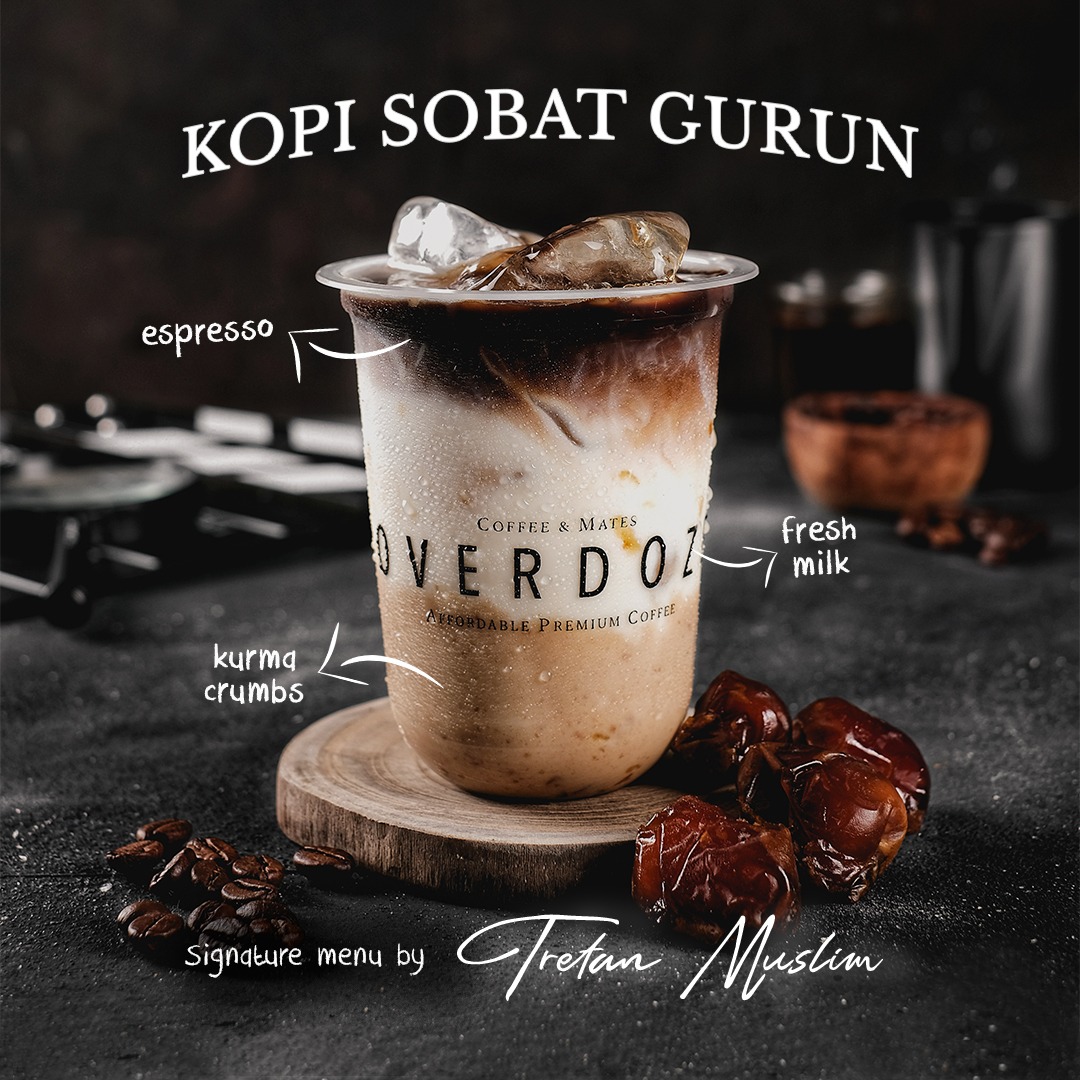 KOPI SOBAT GURUN
espresso
COFFEE & MATES
OVERDOZ
AFFORDABLE PREMIUM COFFEE
fresh
milk
kurma
crumbs
Signature menu by Tretan Muslim